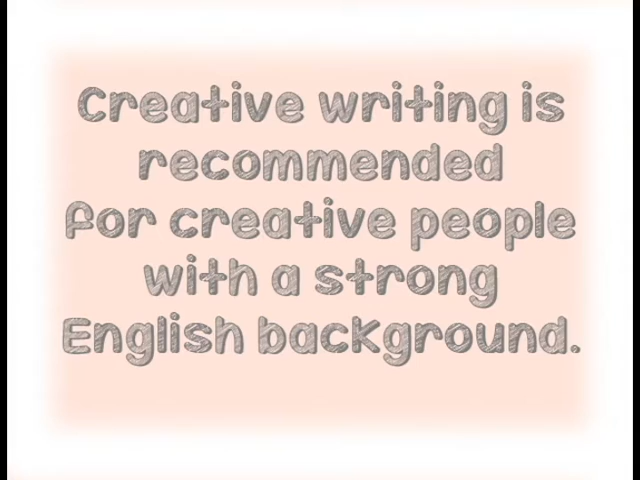 Creative writing is
recommended
for creative people
with a strong
English background.